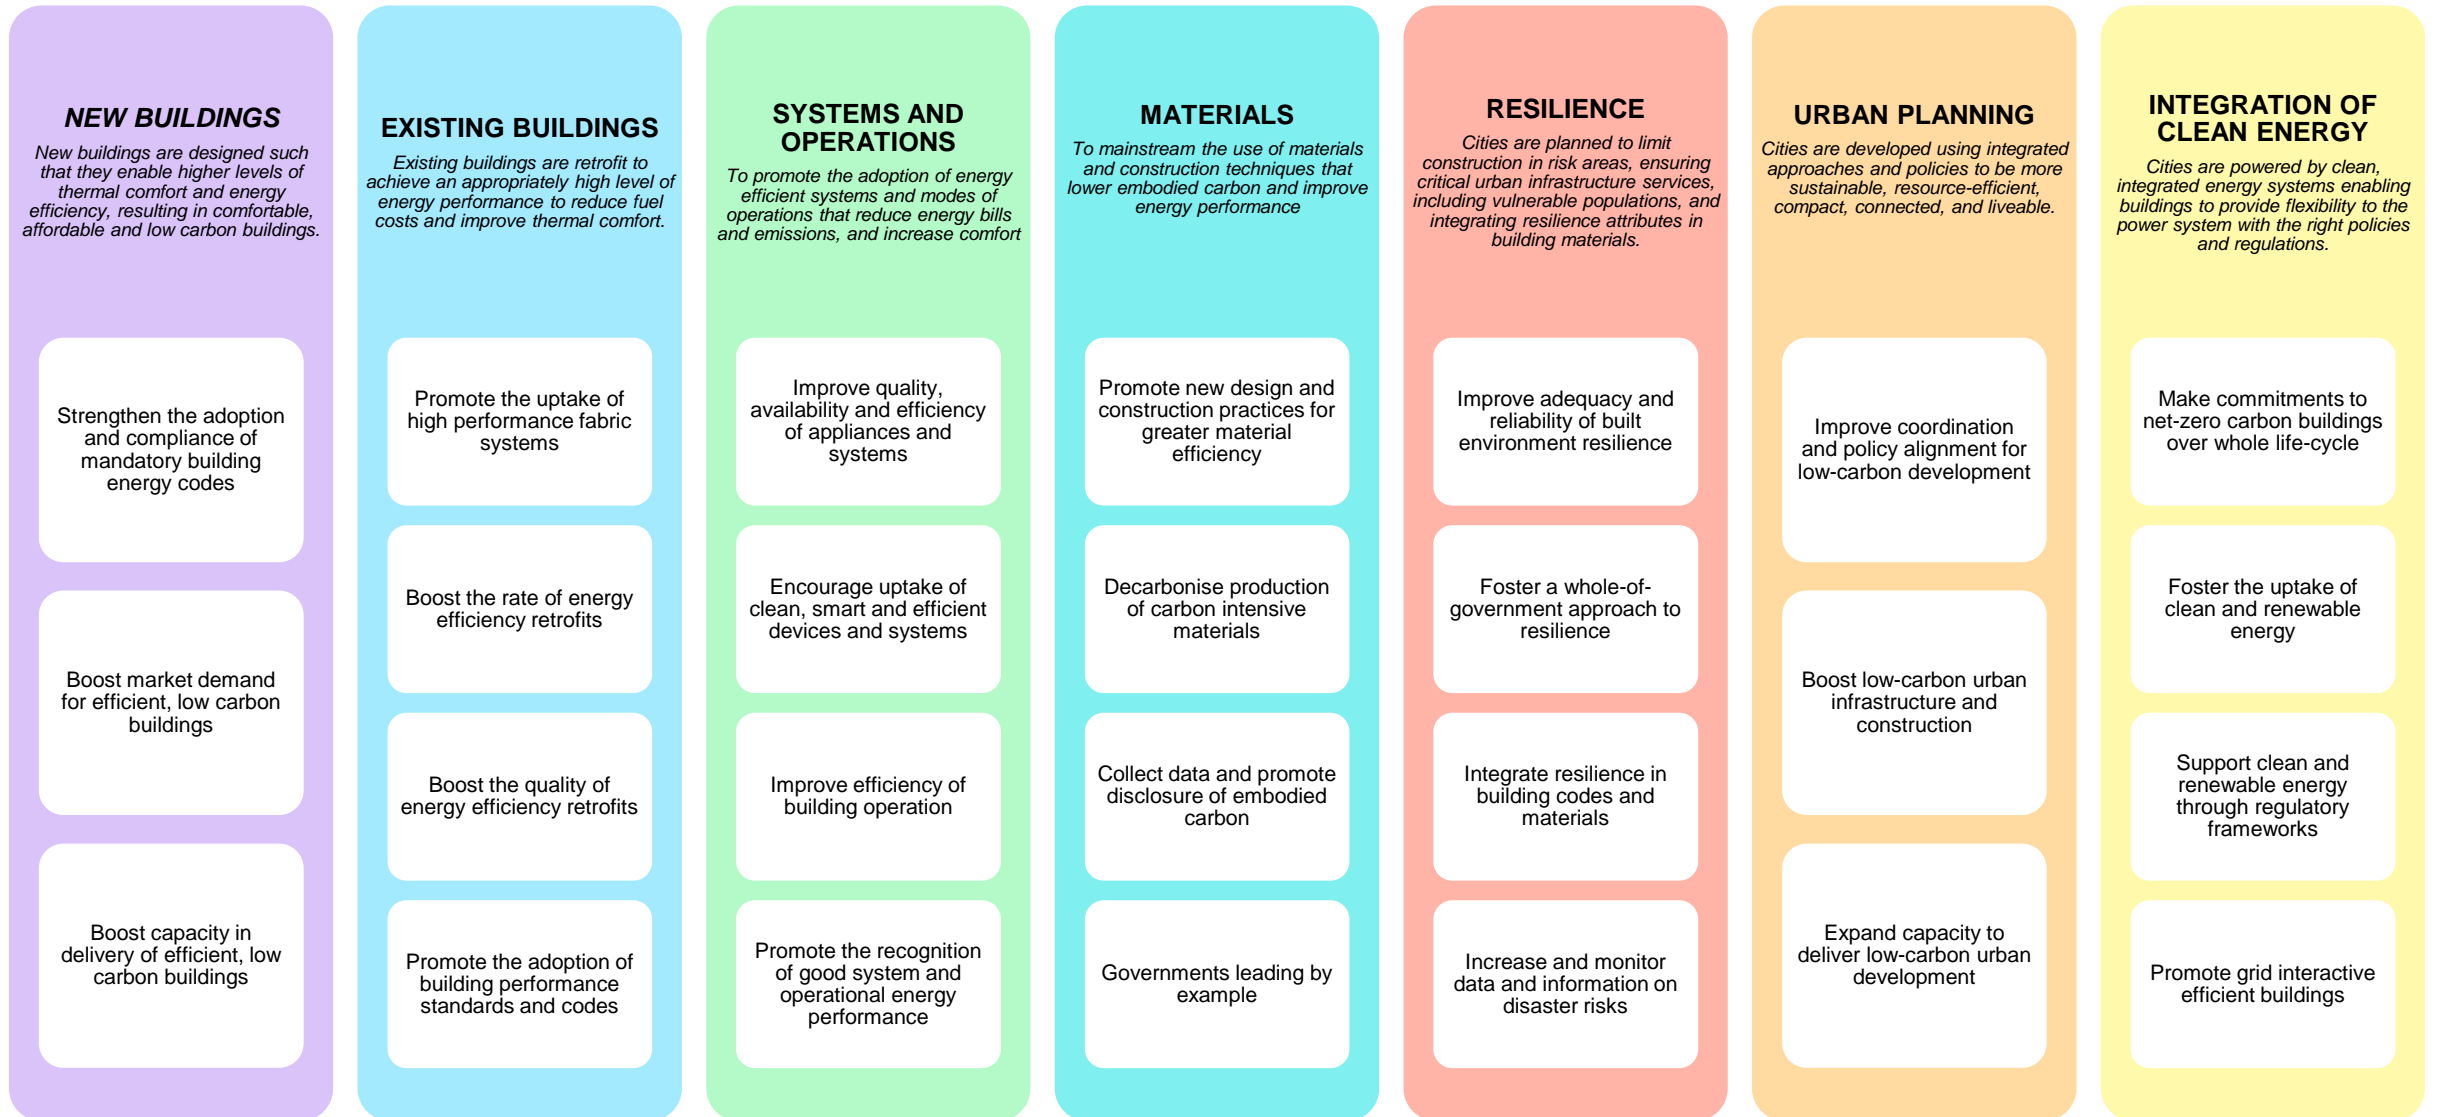 NEW BUILDINGS
New buildings are designed such
that they enable higher levels of
thermal comfort and energy
efficiency, resulting in comfortable,
affordable and low carbon buildings.
Strengthen the adoption
and compliance of
mandatory building
energy codes
Boost market demand
for efficient, low carbon
buildings
Boost capacity in
delivery of efficient, low
carbon buildings
EXISTING BUILDINGS
Existing buildings are retrofit to
achieve an appropriately high level of
energy performance to reduce fuel
costs and improve thermal comfort.
Promote the uptake of
high performance fabric
systems
Boost the rate of energy
efficiency retrofits
Boost the quality of
energy efficiency retrofits
Promote the adoption of
building performance
standards and codes
SYSTEMS AND
OPERATIONS
To promote the adoption of energy
efficient systems and modes of
operations that reduce energy bills
and emissions, and increase comfort
Improve quality,
availability and efficiency
of appliances and
systems
Encourage uptake of
clean, smart and efficient
devices and systems
Improve efficiency of
building operation
Promote the recognition
of good system and
operational energy
performance
MATERIALS
To mainstream the use of materials
and construction techniques that
lower embodied carbon and improve
energy performance
Promote new design and
construction practices for
greater material
efficiency
Decarbonise production
of carbon intensive
materials
Collect data and promote
disclosure of embodied
carbon
Governments leading by
example
RESILIENCE
Cities are planned to limit
construction in risk areas, ensuring
critical urban infrastructure services,
including vulnerable populations, and
integrating resilience attributes in
building materials.
Improve adequacy and
reliability of built
environment resilience
Foster a whole-of-
government approach to
resilience
Integrate resilience in
building codes and
materials
Increase and monitor
data and information on
disaster risks
URBAN PLANNING
Cities are developed using integrated
approaches and policies to be more
sustainable, resource-efficient,
compact, connected, and liveable.
Improve coordination
and policy alignment for
low-carbon development
Boost low-carbon urban
infrastructure and
construction
Expand capacity to
deliver low-carbon urban
development
INTEGRATION OF
CLEAN ENERGY
Cities are powered by clean,
integrated energy systems enabling
buildings to provide flexibility to the
power system with the right policies
and regulations.
Make commitments to
net-zero carbon buildings
over whole life-cycle
Foster the uptake of
clean and renewable
energy
Support clean and
renewable energy
through regulatory
frameworks
Promote grid interactive
efficient buildings